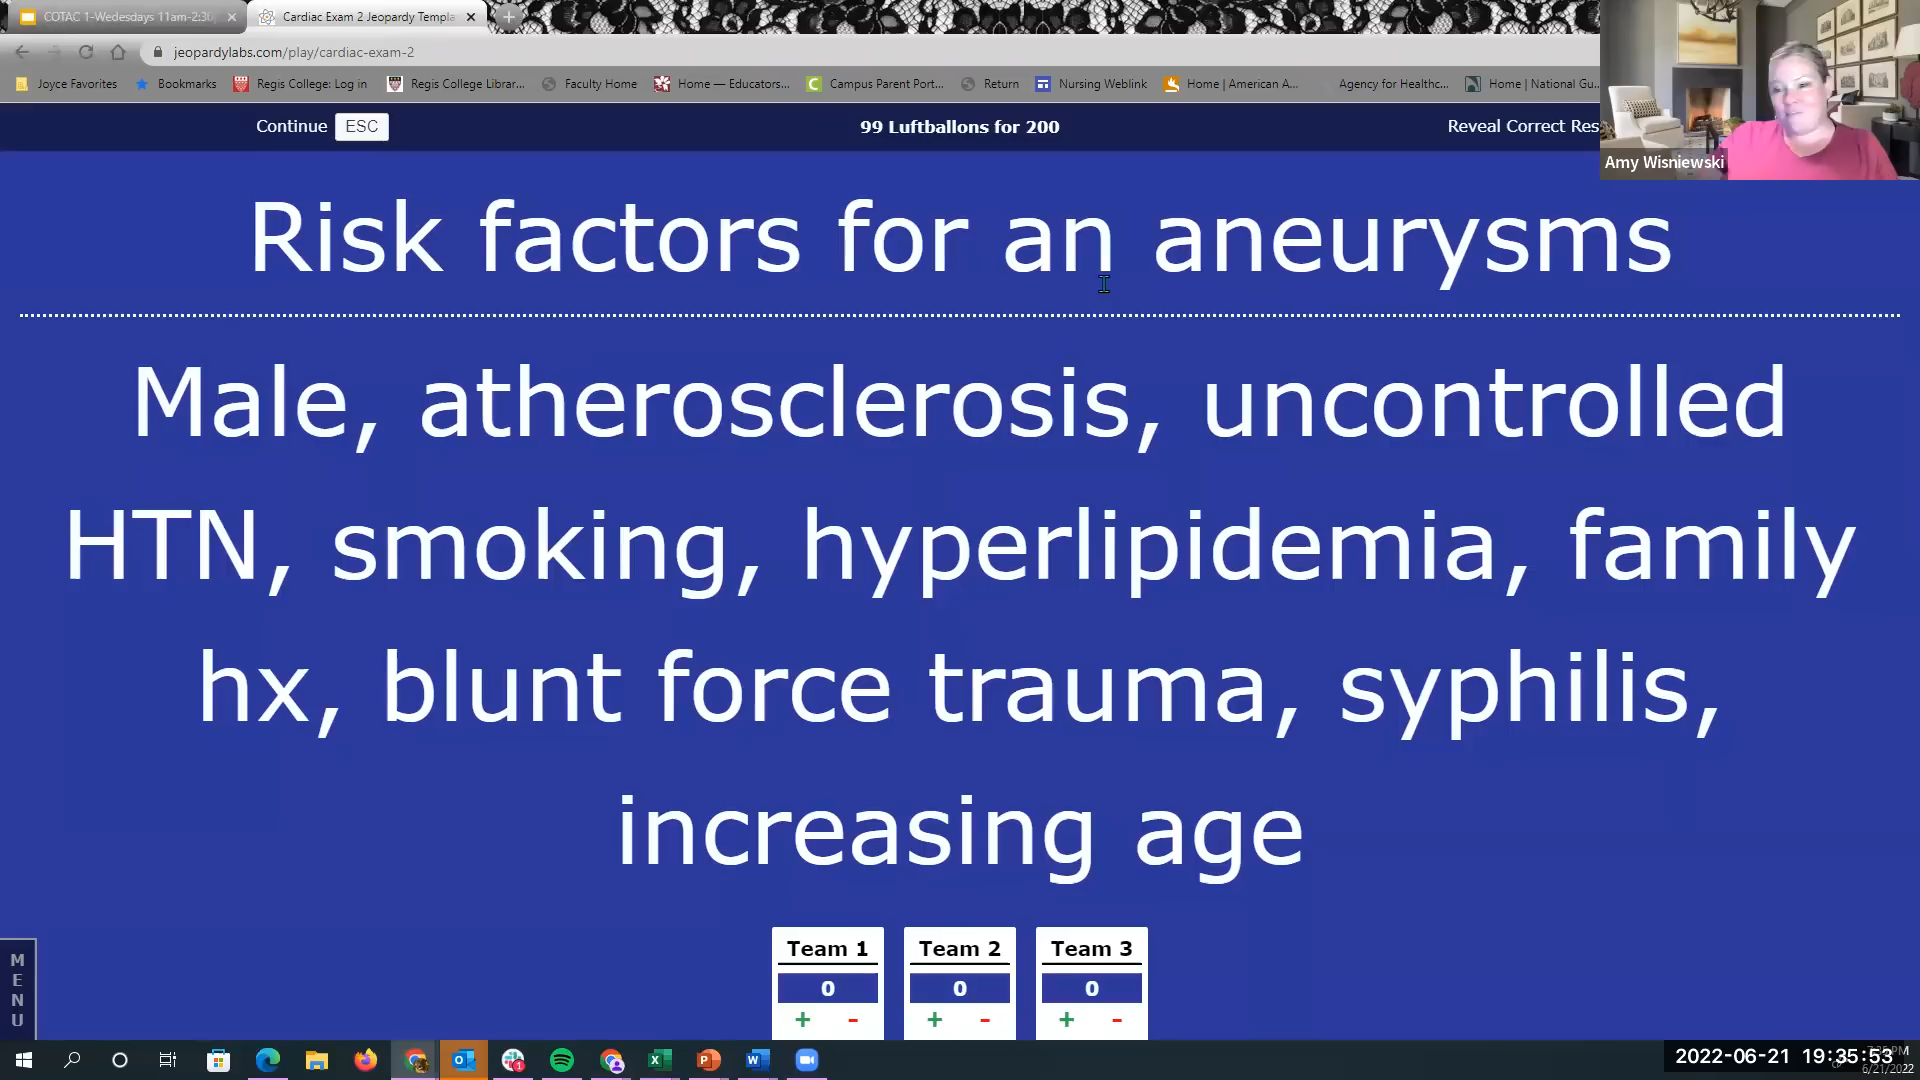 COTAC 1-Wedesdays 11am-2:30
Cardiac Exam 2 Jeopardy Templa
jeopardylabs.com/play/cardiac-exam-2
Joyce Favorites
Bookmarks
Regis College: Log in
Regis College Librar...
Faculty Home
Home — Educators...
Campus Parent Port...
Return
Nursing Weblink
Home | American A...
Agency for Healthc...
Home | National Gu...
Amy Wisniewski
Continue ESC
99 Luftballons for 200
Reveal Correct Res
Risk factors for an aneurysms
Male, atherosclerosis, uncontrolled
HTN, smoking, hyperlipidemia, family
hx, blunt force trauma, syphilis,
increasing age
MENU
Team 1 Team 2 Team 3
0 0 0
+ - + - + -
2022-06-21 19:35:53
6/21/2022